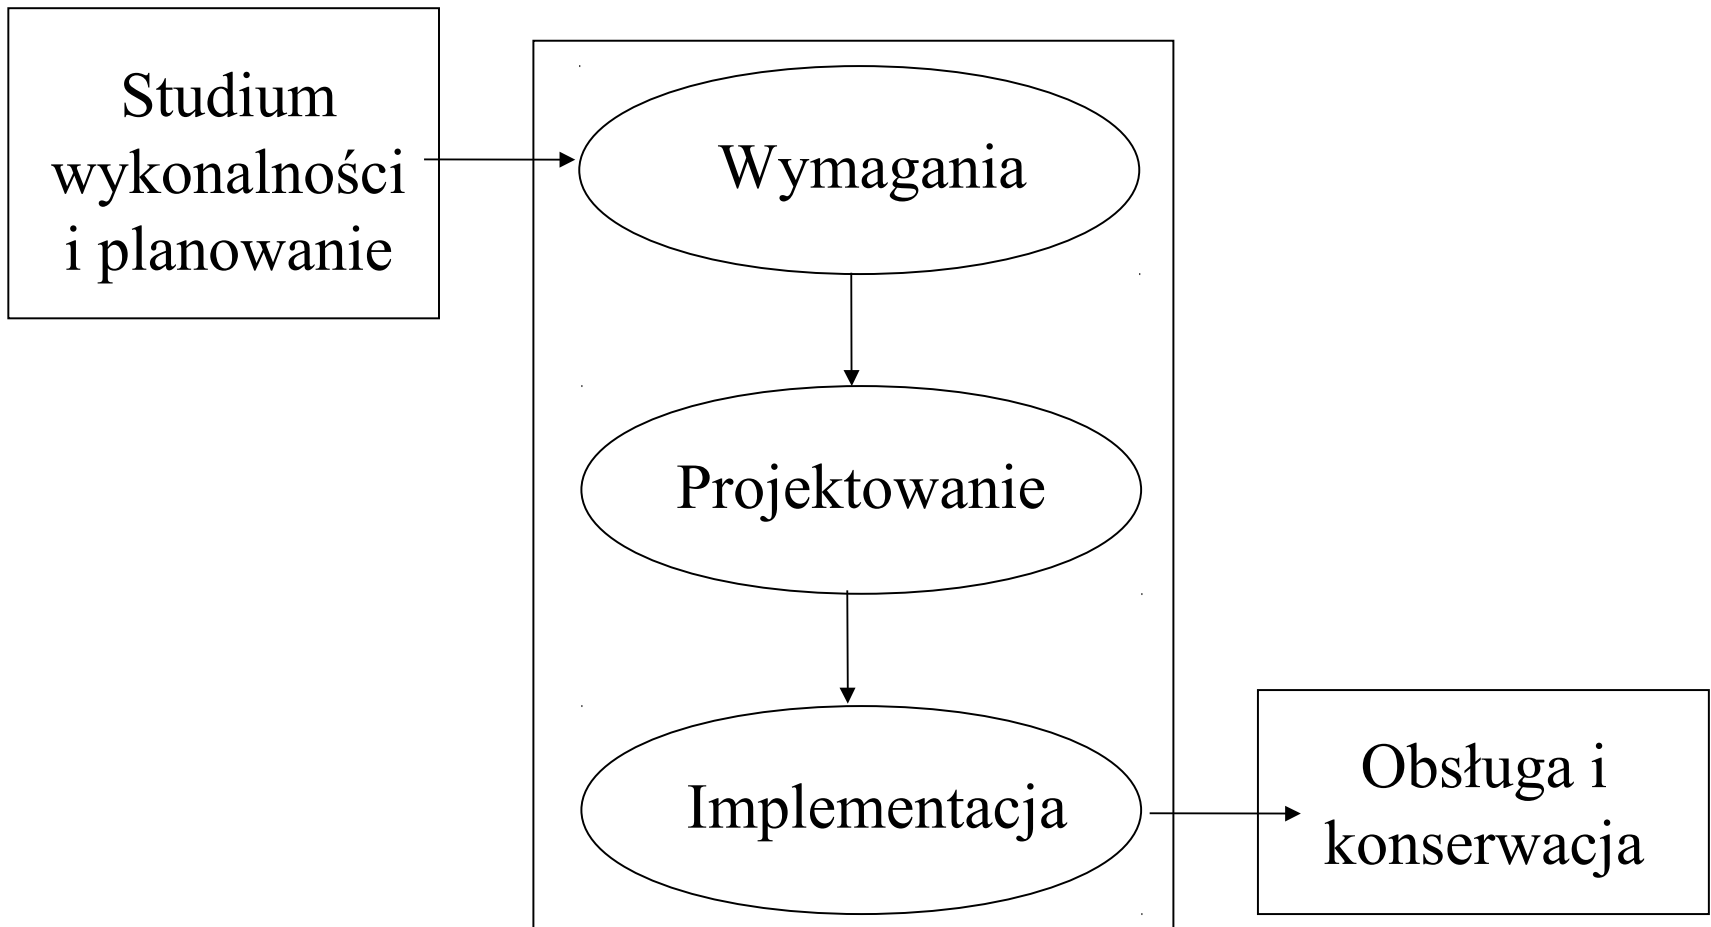 Studium
wykonalności
i planowanie
Wymagania
Projektowanie
Implementacja
Obsługa i
konserwacja